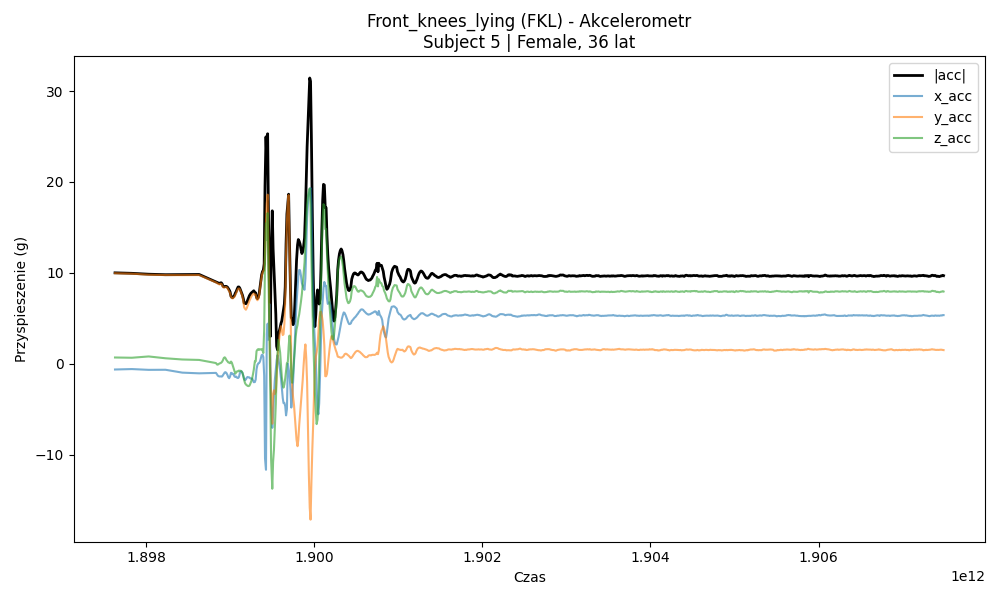 Front_knees_lying (FKL) - Akcelerometr
Subject 5 | Female, 36 lat
|acc|
x_acc
y_acc
z_acc
Przyspieszenie (g)
30
20
10
0
−10
1.898
1.900
1.902
1.904
1.906
1e12
Czas